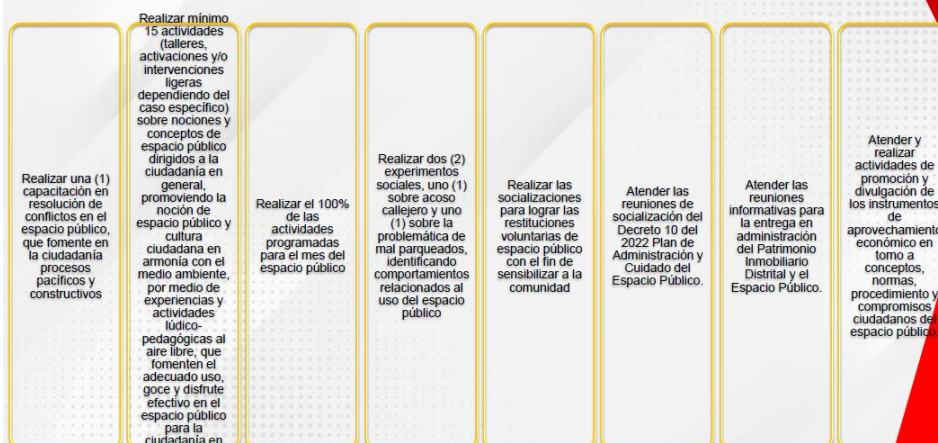 Realizar una (1)
capacitación en
resolución de
conflictos en el
espacio público,
que fomente en
la ciudadanía
procesos
pacíficos y
constructivos
Realizar mínimo
15 actividades
(talleres,
activaciones y/o
intervenciones
ligeras
dependiendo del
caso específico)
sobre nociones y
conceptos de
espacio público
dirigidos a la
ciudadanía en
general,
promoviendo la
noción de
espacio público y
cultura
ciudadana en
armonía con el
medio ambiente,
por medio de
experiencias y
actividades
lúdico-
pedagógicas al
aire libre, que
fomenten el
adecuado uso,
goce y disfrute
efectivo en el
espacio público
para la
ciudadanía en
Realizar el 100%
de las
actividades
programadas
para el mes del
espacio público
Realizar dos (2)
experimentos
sociales, uno (1)
sobre acoso
callejero y uno
(1) sobre la
problemática de
mal parqueados,
identificando
comportamientos
relacionados al
uso del espacio
público
Realizar las
socializaciones
para lograr las
restituciones
voluntarias de
espacio público
con el fin de
sensibilizar a la
comunidad
Atender las
reuniones de
socialización del
Decreto 10 del
2022 Plan de
Administración y
Cuidado del
Espacio Público.
Atender las
reuniones
informativas para
la entrega en
administración
del Patrimonio
Inmobiliario
Distrital y el
Espacio Público.
Atender y
realizar
actividades de
promoción y
divulgación de
los instrumentos
de
aprovechamiento
económico en
torno a
conceptos,
normas,
procedimiento y
compromisos
ciudadanos del
espacio público.